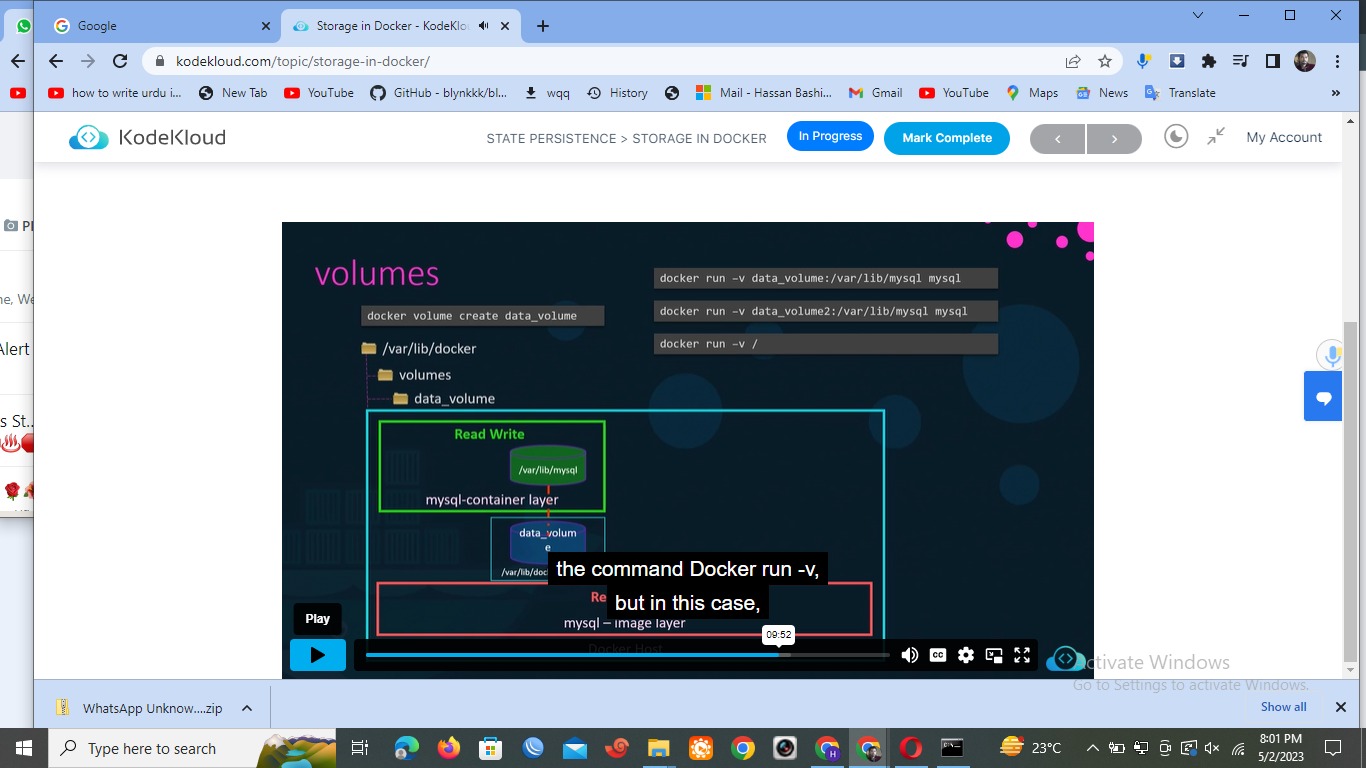 Google
Storage in Docker - KodeKlo
kodekloud.com/topic/storage-in-docker/
how to write urdu i...
New Tab
YouTube
GitHub - blynkkk/bl...
wqq
History
Mail - Hassan Bashi...
Gmail
YouTube
Maps
News
Translate
»
KodeKloud
STATE PERSISTENCE > STORAGE IN DOCKER
In Progress
Mark Complete
My Account
ne, We
Alert
s St...
volumes
docker volume create data_volume
/var/lib/docker
volumes
data_volume
docker run -v data_volume:/var/lib/mysql mysql
docker run -v data_volume2:/var/lib/mysql mysql
docker run -v /
Read Write
/var/lib/mysql
mysql-container layer
data_volum
e
/var/lib/doc
the command Docker run -v,
but in this case,
Re
mysql – image layer
Docker Host
Play
09:52
CC
Activate Windows
Go to Settings to activate Windows.
WhatsApp Unknow....zip
Show all
Type here to search
23°C
8:01 PM
5/2/2023